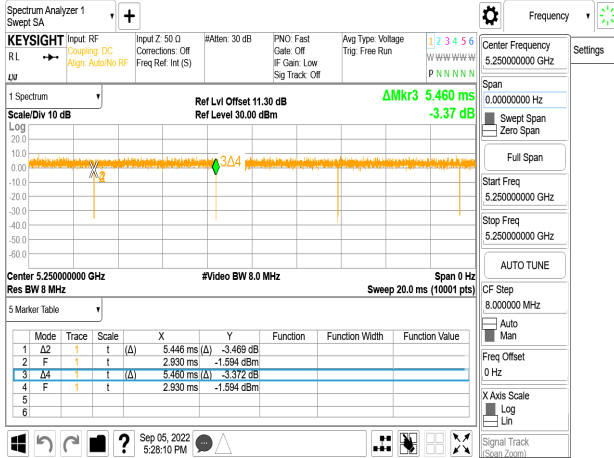 Spectrum Analyzer 1
Swept SA
Frequency
KEYSIGHT
RL
Input: RF
Coupling: DC
Align: Auto/No RF
Input Z: 50 Ω
Corrections: Off
Freq Ref: Int (S)
#Atten: 30 dB
PNO: Fast
Gate: Off
IF Gain: Low
Sig Track: Off
Avg Type: Voltage
Trig: Free Run
1 2 3 4 5 6
W W W W W W
P N N N N N
1 Spectrum
Scale/Div 10 dB
Ref Lvl Offset 11.30 dB
Ref Level 30.00 dBm
ΔMkr3 5.460 ms
-3.37 dB
Log
20.0
10.0
0.00
-10.0
-20.0
-30.0
-40.0
-50.0
-60.0
3Δ4
Center 5.250000000 GHz
Res BW 8 MHz
#Video BW 8.0 MHz
Span 0 Hz
Sweep 20.0 ms (10001 pts)
5 Marker Table
Mode Trace Scale X Y Function Function Width Function Value
1 Δ2 1 t (Δ) 5.446 ms (Δ) -3.469 dB
2 F 1 t 2.930 ms -1.594 dBm
3 Δ4 1 t (Δ) 5.460 ms (Δ) -3.372 dB
4 F 1 t 2.930 ms -1.594 dBm
5
6
Sep 05, 2022
5:28:10 PM
Center Frequency
5.250000000 GHz
Settings
Span
0.00000000 Hz
Swept Span
Zero Span
Full Span
Start Freq
5.250000000 GHz
Stop Freq
5.250000000 GHz
AUTO TUNE
CF Step
8.000000 MHz
Auto
Man
Freq Offset
0 Hz
X Axis Scale
Log
Lin
Signal Track
(Span Zoom)